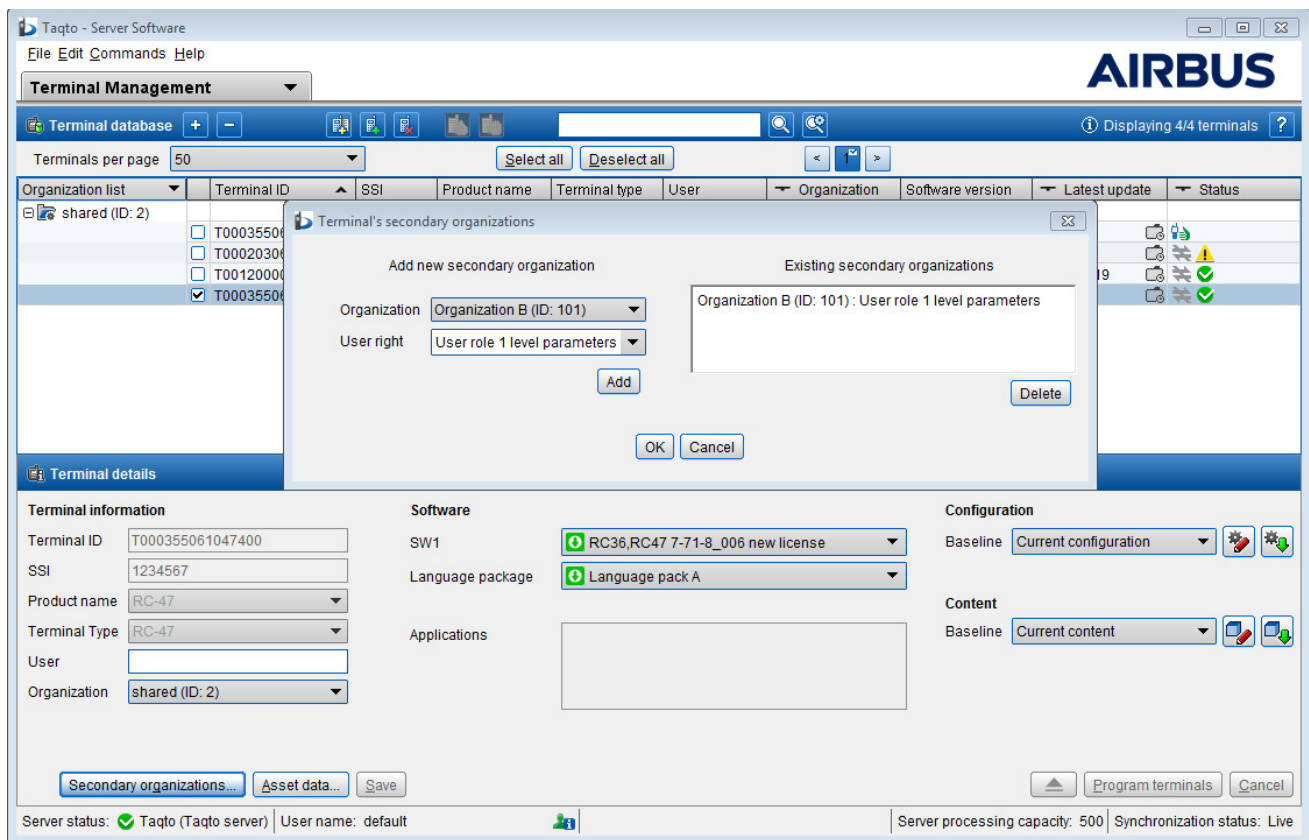 Taqto - Server Software
File Edit Commands Help
AIRBUS
Terminal Management
Terminal database + − Displaying 4/4 terminals ?
Terminals per page 50 Select all Deselect all < 1 >
Organization list Terminal ID SSI Product name Terminal type User Organization Software version Latest update Status
shared (ID: 2)
T00035506
T00020306
T00120000 19
T00035506
Terminal's secondary organizations
Add new secondary organization Existing secondary organizations
Organization Organization B (ID: 101) Organization B (ID: 101) : User role 1 level parameters
User right User role 1 level parameters
Add
Delete
OK Cancel
Terminal details
Terminal information Software Configuration
Terminal ID T000355061047400 SW1 RC36,RC47 7-71-8_006 new license Baseline Current configuration
SSI 1234567 Language package Language pack A
Product name RC-47 Content
Terminal Type RC-47 Applications Baseline Current content
User
Organization shared (ID: 2)
Secondary organizations... Asset data... Save Program terminals Cancel
Server status: Taqto (Taqto server) User name: default Server processing capacity: 500 Synchronization status: Live